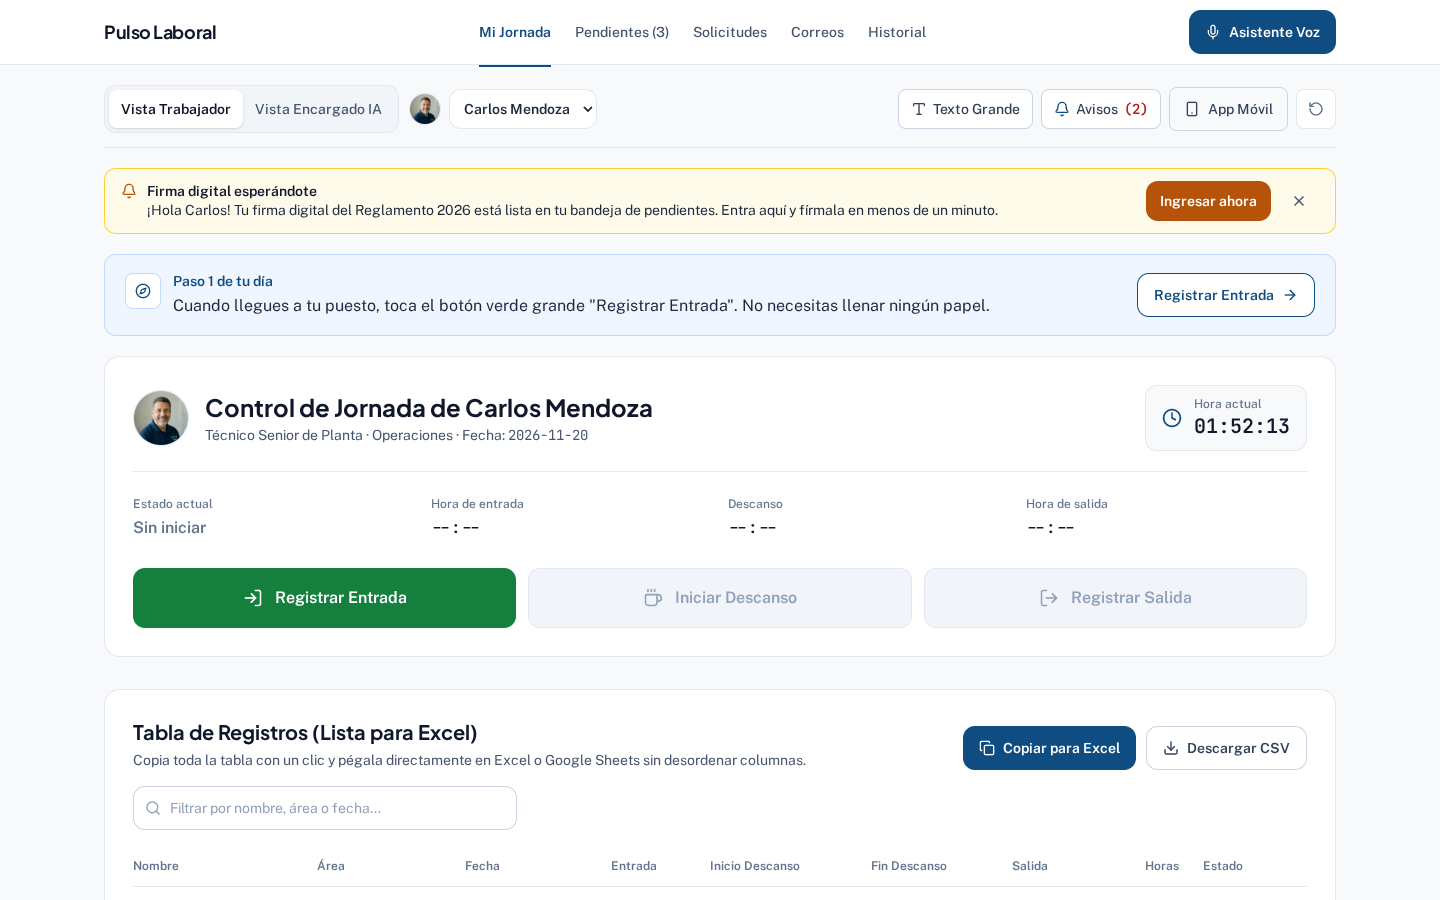 Pulso Laboral
Mi Jornada
Pendientes (3)
Solicitudes
Correos
Historial
Asistente Voz
Vista Trabajador
Vista Encargado IA
Carlos Mendoza
Texto Grande
Avisos (2)
App Móvil
Firma digital esperándote
¡Hola Carlos! Tu firma digital del Reglamento 2026 está lista en tu bandeja de pendientes. Entra aquí y fírmala en menos de un minuto.
Ingresar ahora
Paso 1 de tu día
Cuando llegues a tu puesto, toca el botón verde grande "Registrar Entrada". No necesitas llenar ningún papel.
Registrar Entrada
Control de Jornada de Carlos Mendoza
Técnico Senior de Planta · Operaciones · Fecha: 2026-11-20
Hora actual
01:52:13
Estado actual
Sin iniciar
Hora de entrada
--:--
Descanso
--:--
Hora de salida
--:--
Registrar Entrada
Iniciar Descanso
Registrar Salida
Tabla de Registros (Lista para Excel)
Copia toda la tabla con un clic y pégala directamente en Excel o Google Sheets sin desordenar columnas.
Copiar para Excel
Descargar CSV
Filtrar por nombre, área o fecha...
Nombre
Área
Fecha
Entrada
Inicio Descanso
Fin Descanso
Salida
Horas
Estado